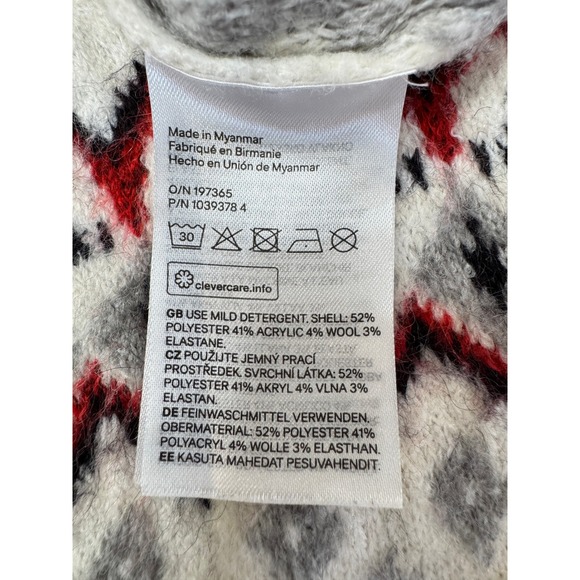 Made in Myanmar
Fabriqué en Birmanie
Hecho en Unión de Myanmar
O/N 197365
P/N 1039378 4
30
clevercare.info
GB USE MILD DETERGENT. SHELL: 52%
POLYESTER 41% ACRYLIC 4% WOOL 3%
ELASTANE.
CZ POUŽIJTE JEMNÝ PRACÍ
PROSTŘEDEK. SVRCHNÍ LÁTKA: 52%
POLYESTER 41% AKRYL 4% VLNA 3%
ELASTAN.
DE FEINWASCHMITTEL VERWENDEN.
OBERMATERIAL: 52% POLYESTER 41%
POLYACRYL 4% WOLLE 3% ELASTHAN.
EE KASUTA MAHEDAT PESUVAHENDIT.